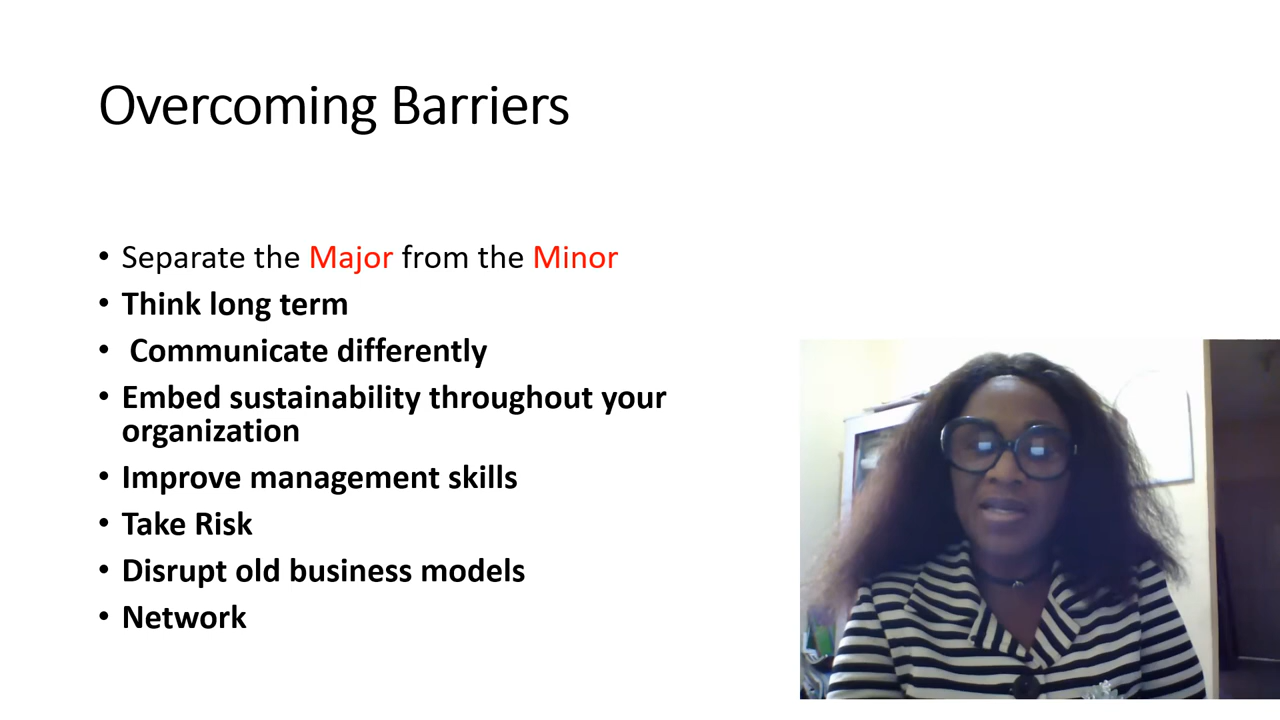 Overcoming Barriers
• Separate the Major from the Minor
• Think long term
• Communicate differently
• Embed sustainability throughout your
organization
• Improve management skills
• Take Risk
• Disrupt old business models
• Network